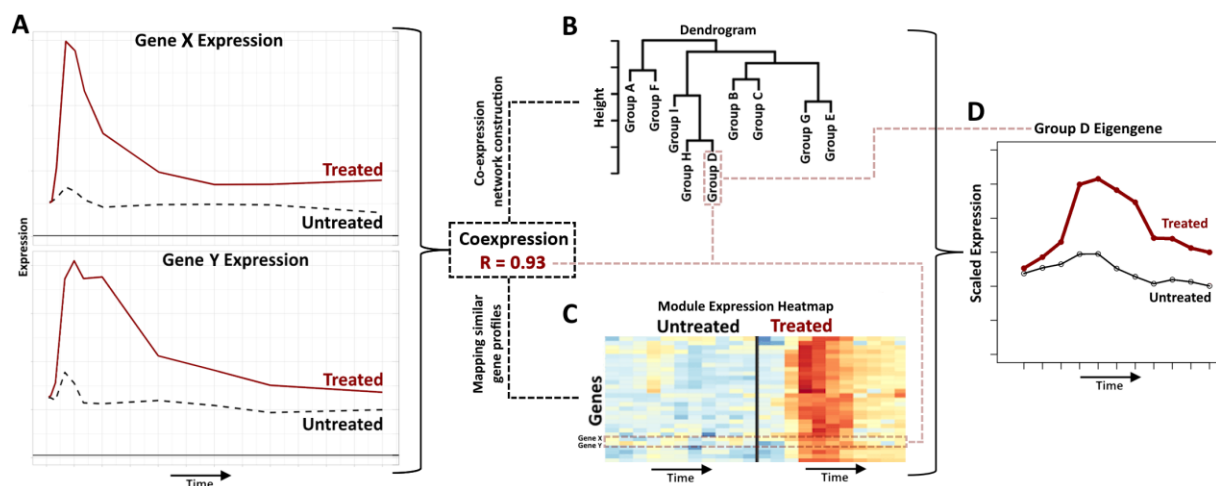 A
Gene X Expression
Treated
Untreated
Expression
Gene Y Expression
Treated
Untreated
Time
Coexpression
R = 0.93
Co-expression
network construction
Mapping similar
gene profiles
B
Dendrogram
Height
Group A
Group F
Group I
Group H
Group D
Group B
Group C
Group G
Group E
C
Module Expression Heatmap
Untreated
Treated
Genes
Gene X
Gene Y
Time
Time
D
Group D Eigengene
Scaled Expression
Treated
Untreated
Time